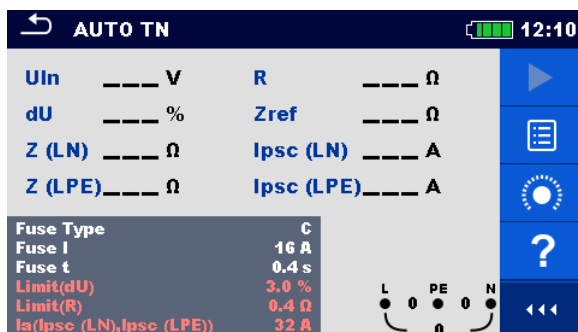 AUTO TN 12:10
Uln ___ V R ___ Ω
dU ___ % Zref ___ Ω
Z (LN) ___ Ω Ipsc (LN) ___ A
Z (LPE)___ Ω Ipsc (LPE)___ A
Fuse Type C
Fuse I 16 A
Fuse t 0.4 s
Limit(dU) 3.0 %
Limit(R) 0.4 Ω
Ia(Ipsc (LN),Ipsc (LPE)) 32 A
L PE N
0 0
0
?